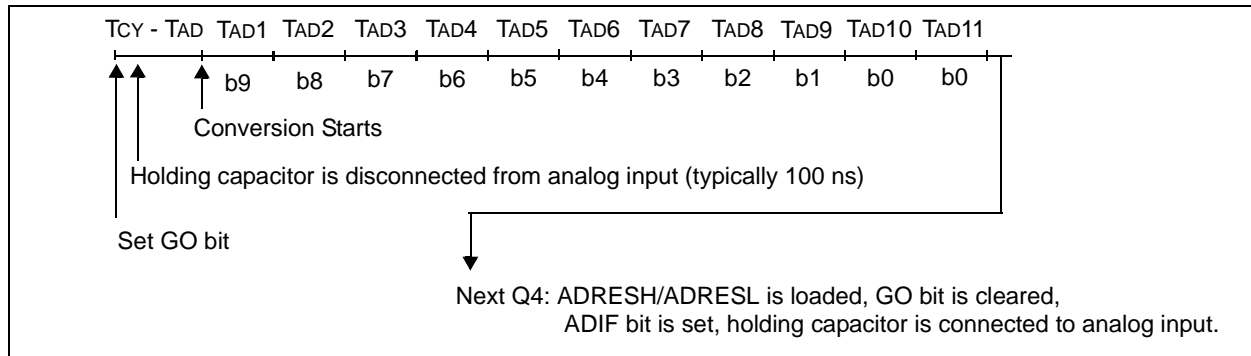 TCY - TAD TAD1 TAD2 TAD3 TAD4 TAD5 TAD6 TAD7 TAD8 TAD9 TAD10 TAD11
b9 b8 b7 b6 b5 b4 b3 b2 b1 b0 b0
Conversion Starts
Holding capacitor is disconnected from analog input (typically 100 ns)
Set GO bit
Next Q4: ADRESH/ADRESL is loaded, GO bit is cleared,
ADIF bit is set, holding capacitor is connected to analog input.